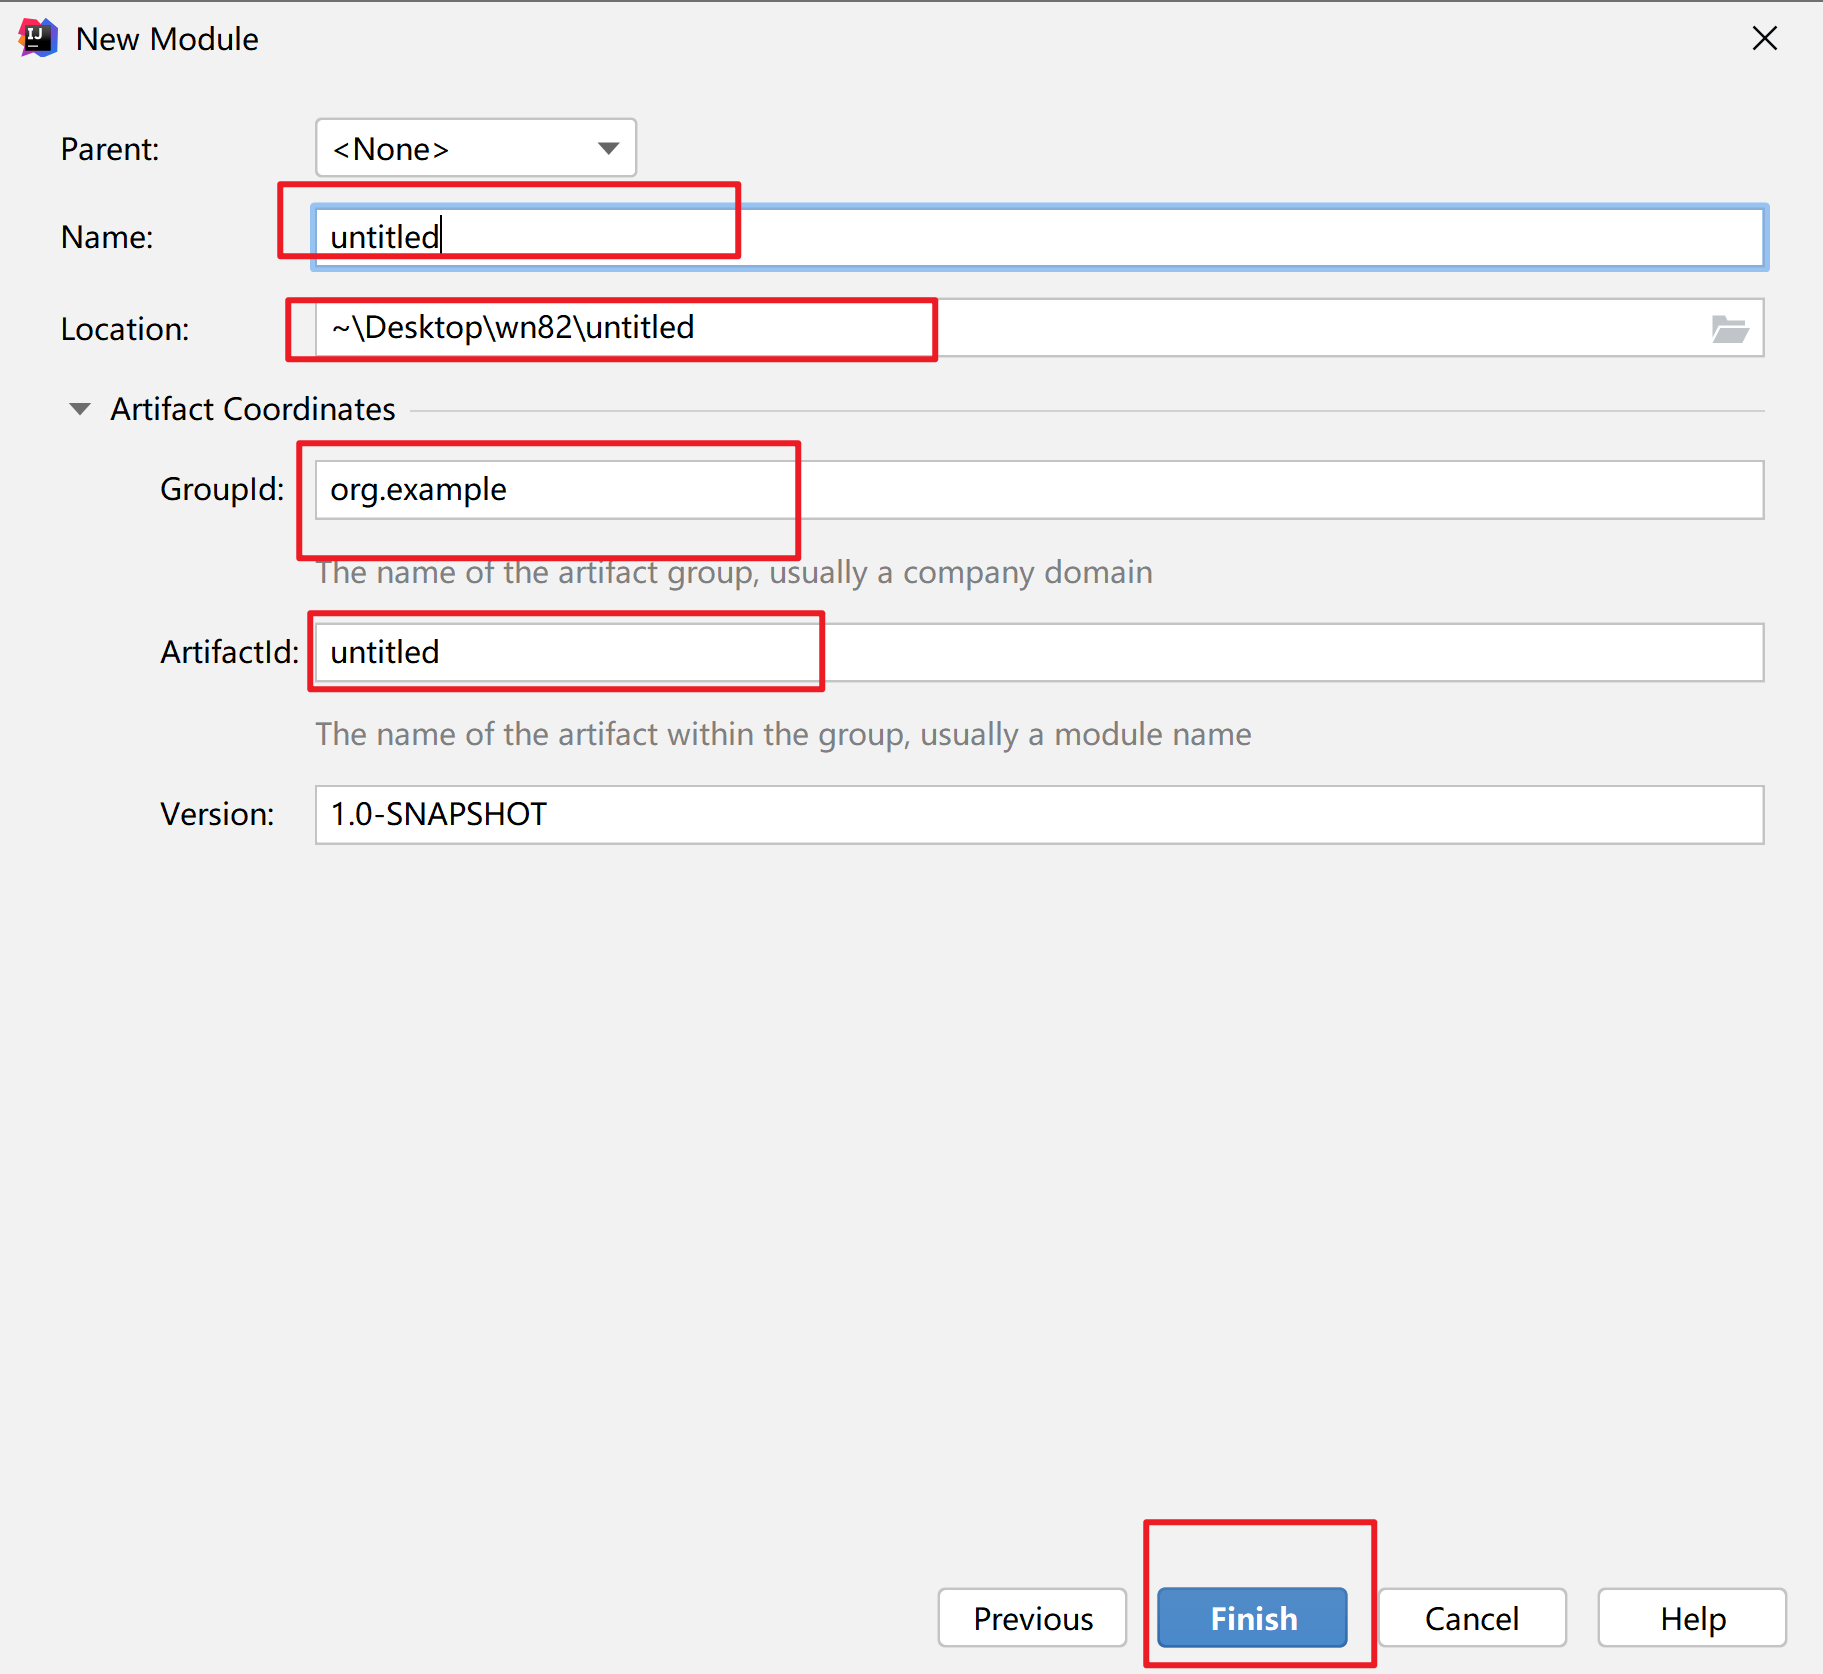 IJ
New Module
Parent: <None>
Name: untitled
Location: ~\Desktop\wn82\untitled
Artifact Coordinates
GroupId: org.example
The name of the artifact group, usually a company domain
ArtifactId: untitled
The name of the artifact within the group, usually a module name
Version: 1.0-SNAPSHOT
Previous Finish Cancel Help